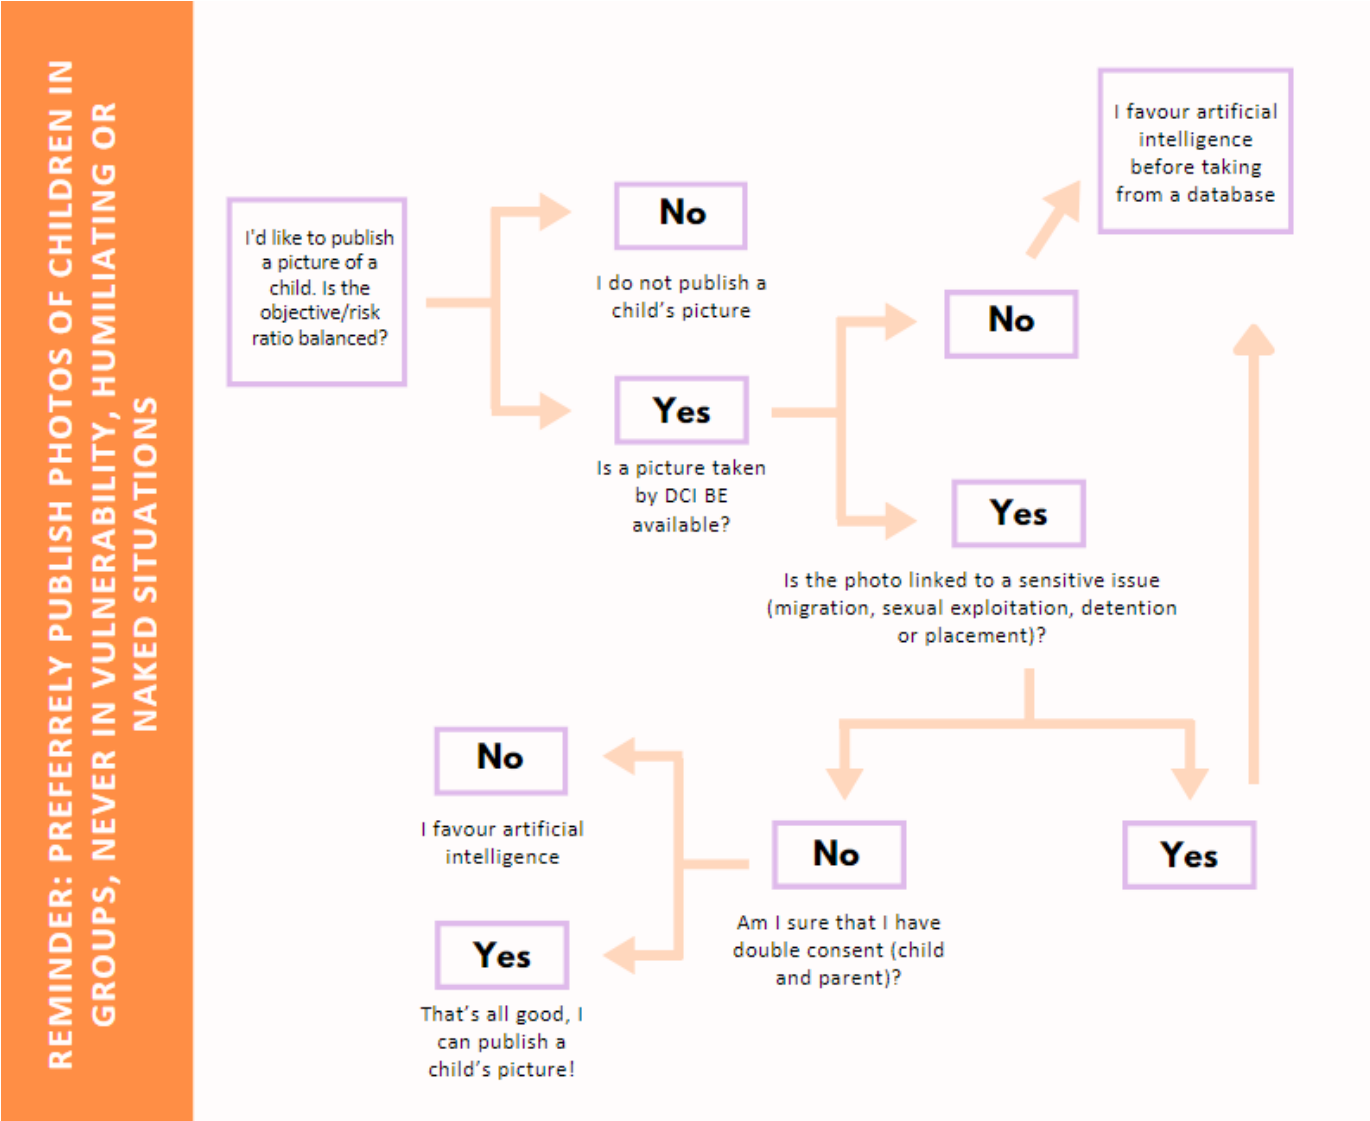 REMINDER: PREFERRELY PUBLISH PHOTOS OF CHILDREN IN
GROUPS, NEVER IN VULNERABILITY, HUMILIATING OR
NAKED SITUATIONS
I'd like to publish
a picture of a
child. Is the
objective/risk
ratio balanced?
No
I do not publish a
child's picture
Yes
Is a picture taken
by DCI BE
available?
No
I favour artificial
intelligence
before taking
from a database
Yes
Is the photo linked to a sensitive issue
(migration, sexual exploitation, detention
or placement)?
No
Am I sure that I have
double consent (child
and parent)?
Yes
No
I favour artificial
intelligence
Yes
That's all good, I
can publish a
child's picture!